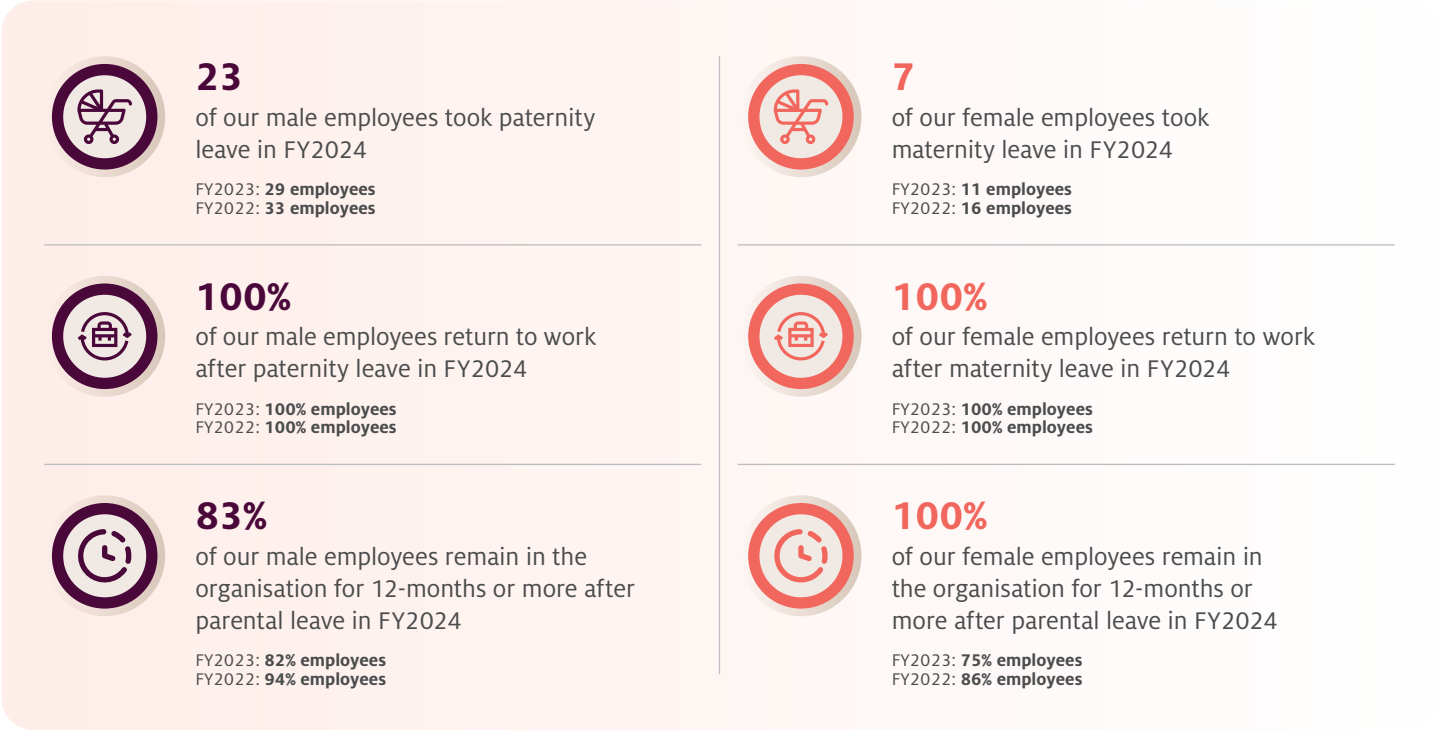 23
of our male employees took paternity
leave in FY2024
FY2023: 29 employees
FY2022: 33 employees
100%
of our male employees return to work
after paternity leave in FY2024
FY2023: 100% employees
FY2022: 100% employees
83%
of our male employees remain in the
organisation for 12-months or more after
parental leave in FY2024
FY2023: 82% employees
FY2022: 94% employees
7
of our female employees took
maternity leave in FY2024
FY2023: 11 employees
FY2022: 16 employees
100%
of our female employees return to work
after maternity leave in FY2024
FY2023: 100% employees
FY2022: 100% employees
100%
of our female employees remain in
the organisation for 12-months or
more after parental leave in FY2024
FY2023: 75% employees
FY2022: 86% employees